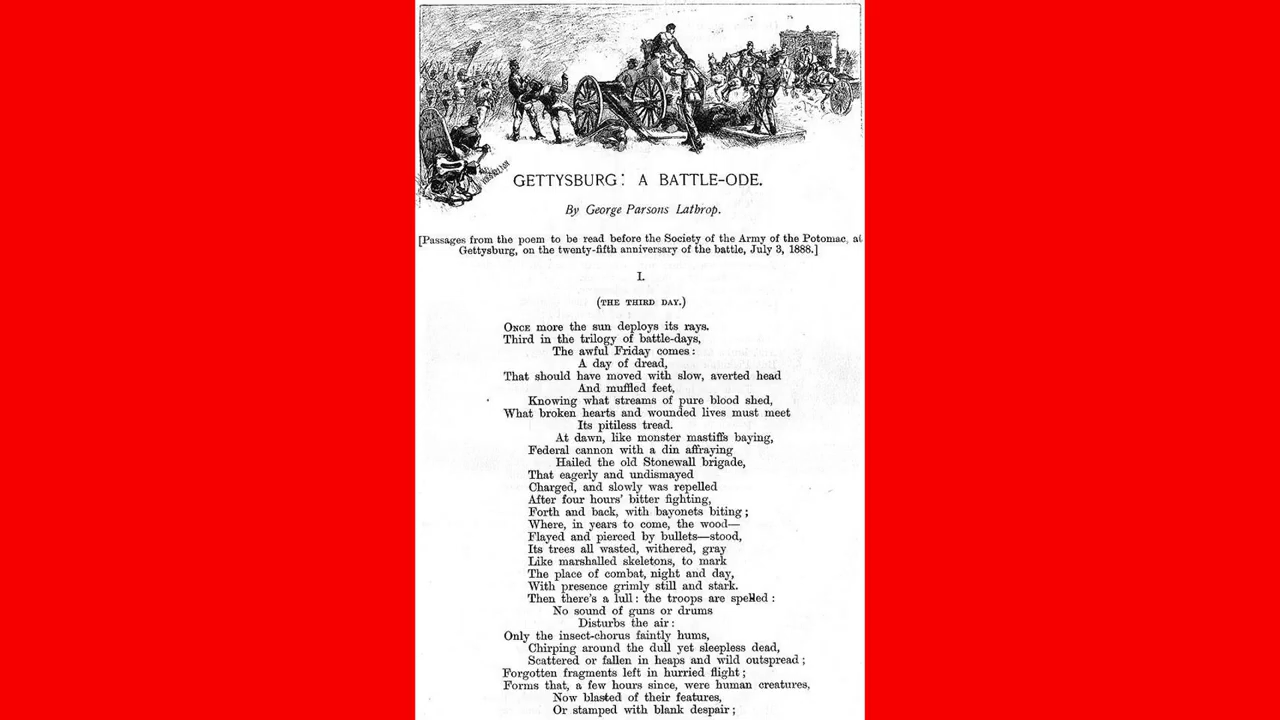 GETTYSBURG: A BATTLE-ODE.
By George Parsons Lathrop.
[Passages from the poem to be read before the Society of the Army of the Potomac, at
Gettysburg, on the twenty-fifth anniversary of the battle, July 3, 1888.]
I.
(THE THIRD DAY.)
ONCE more the sun deploys its rays.
Third in the trilogy of battle-days,
The awful Friday comes:
A day of dread,
That should have moved with slow, averted head
And muffled feet,
Knowing what streams of pure blood shed,
What broken hearts and wounded lives must meet
Its pitiless tread.
At dawn, like monster mastiffs baying,
Federal cannon with a din affraying
Hailed the old Stonewall brigade,
That eagerly and undismayed
Charged, and slowly was repelled
After four hours' bitter fighting,
Forth and back, with bayonets biting;
Where, in years to come, the wood—
Flayed and pierced by bullets—stood,
Its trees all wasted, withered, gray
Like marshalled skeletons, to mark
The place of combat, night and day,
With presence grimly still and stark.
Then there's a lull: the troops are spelled:
No sound of guns or drums
Disturbs the air:
Only the insect-chorus faintly hums,
Chirping around the dull yet sleepless dead,
Scattered or fallen in heaps and wild outspread;
Forgotten fragments left in hurried flight;
Forms that, a few hours since, were human creatures,
Now blasted of their features,
Or stamped with blank despair;